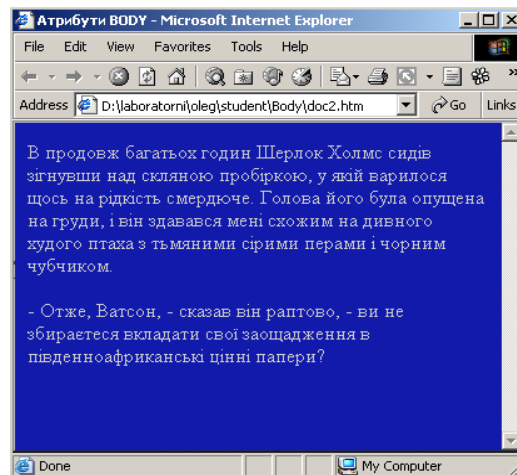 Атрибути BODY - Microsoft Internet Explorer
File Edit View Favorites Tools Help
Address D:\laboratorni\oleg\student\Body\doc2.htm Go Links
В продовж багатьох годин Шерлок Холмс сидів
зігнувши над скляною пробіркою, у якій варилося
щось на рідкість смердюче. Голова його була опущена
на груди, і він здавався мені схожим на дивного
худого птаха з тьмяними сірими перами і чорним
чубчиком.
- Отже, Ватсон, - сказав він раптово, - ви не
збираєтеся вкладати свої заощадження в
південноафриканські цінні папери?
Done My Computer